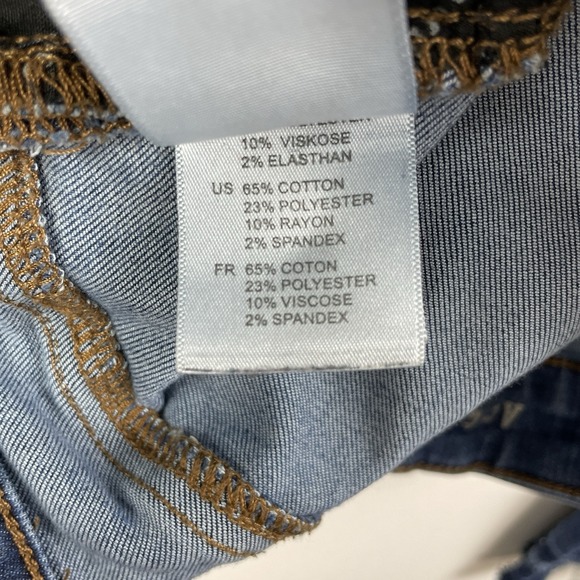 10% VISKOSE
2% ELASTHAN
US 65% COTTON
23% POLYESTER
10% RAYON
2% SPANDEX
FR 65% COTON
23% POLYESTER
10% VISCOSE
2% SPANDEX